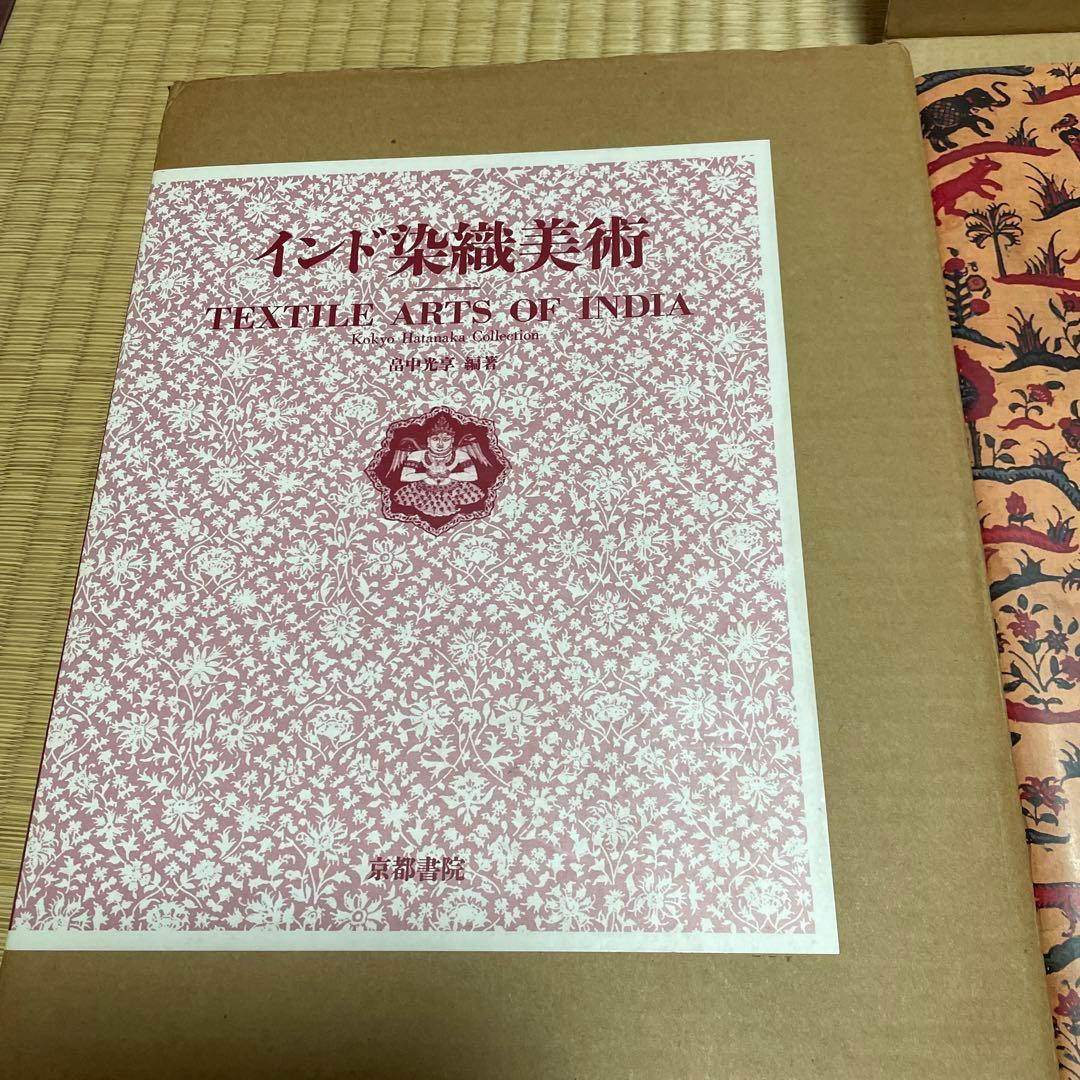 インド染織美術
TEXTILE ARTS OF INDIA
Kokyo Hatanaka Collection
畠中光享 編著
京都書院